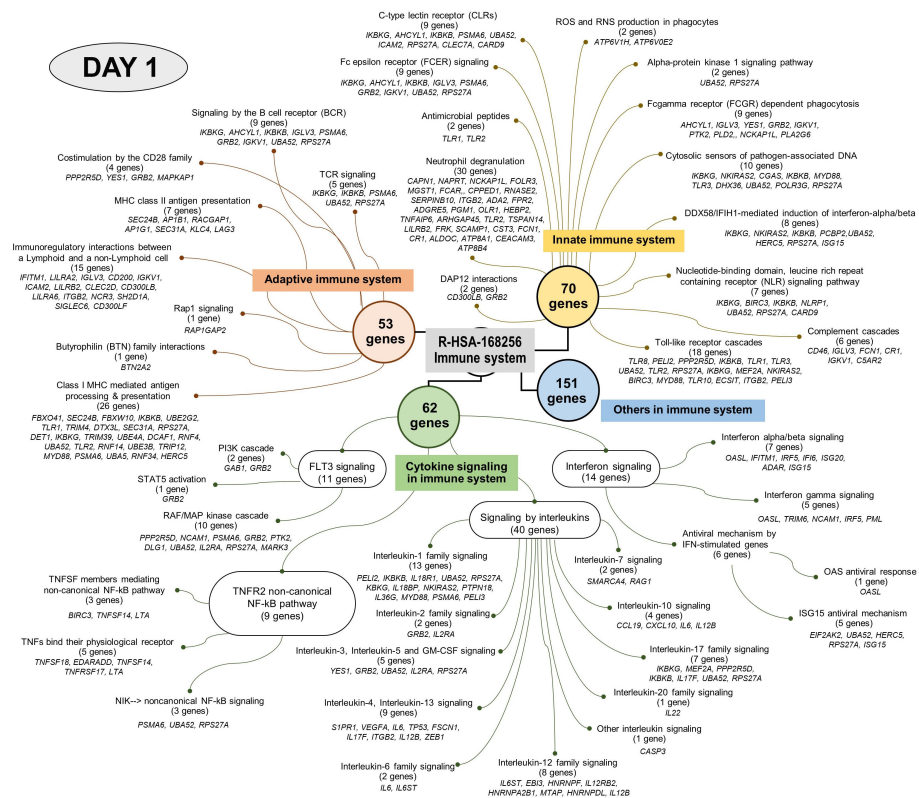 DAY 1
C-type lectin receptor (CLRs)
(9 genes)
IKBKG, AHCYL1, IKBKB, PSMA6, UBA52,
ICAM2, RPS27A, CLEC7A, CARD9
ROS and RNS production in phagocytes
(2 genes)
ATP6V1H, ATP6V0E2
Fc epsilon receptor (FCER) signaling
(9 genes)
IKBKG, AHCYL1, IKBKB, IGLV3, PSMA6,
GRB2, IGKV1, UBA52, RPS27A
Alpha-protein kinase 1 signaling pathway
(2 genes)
UBA52, RPS27A
Signaling by the B cell receptor (BCR)
(9 genes)
IKBKG, AHCYL1, IKBKB, IGLV3, PSMA6,
GRB2, IGKV1, UBA52, RPS27A
Antimicrobial peptides
(2 genes)
TLR1, TLR2
Fcgamma receptor (FCGR) dependent phagocytosis
(9 genes)
AHCYL1, IGLV3, YES1, GRB2, IGKV1,
PTK2, PLD2,, NCKAP1L, PLA2G6
Costimulation by the CD28 family
(4 genes)
PPP2R5D, YES1, GRB2, MAPKAP1
TCR signaling
(5 genes)
IKBKG, IKBKB, PSMA6,
UBA52, RPS27A
Neutrophil degranulation
(30 genes)
CAPN1, NAPRT, NCKAP1L, FOLR3,
MGST1, FCAR,, CPPED1, RNASE2,
SERPINB10, ITGB2, ADA2, FPR2,
ADGRE5, PGM1, OLR1, HEBP2,
TNFAIP6, ARHGAP45, TLR2, TSPAN14,
LILRB2, FRK, SCAMP1, CST3, FCN1,
CR1, ALDOC, ATP8A1, CEACAM3,
ATP8B4
Cytosolic sensors of pathogen-associated DNA
(10 genes)
IKBKG, NKIRAS2, CGAS, IKBKB, MYD88,
TLR3, DHX36, UBA52, POLR3G, RPS27A
MHC class II antigen presentation
(7 genes)
SEC24B, AP1B1, RACGAP1,
AP1G1, SEC31A, KLC4, LAG3
DDX58/IFIH1-mediated induction of interferon-alpha/beta
(8 genes)
IKBKG, NKIRAS2, IKBKB, PCBP2,UBA52,
HERC5, RPS27A, ISG15
Innate immune system
Immunoregulatory interactions between
a Lymphoid and a non-Lymphoid cell
(15 genes)
IFITM1, LILRA2, IGLV3, CD200, IGKV1,
ICAM2, LILRB2, CLEC2D, CD300LB,
LILRA6, ITGB2, NCR3, SH2D1A,
SIGLEC6, CD300LF
Adaptive immune system
DAP12 interactions
(2 genes)
CD300LB, GRB2
70
genes
Nucleotide-binding domain, leucine rich repeat
containing receptor (NLR) signaling pathway
(7 genes)
IKBKG, BIRC3, IKBKB, NLRP1,
UBA52, RPS27A, CARD9
Rap1 signaling
(1 gene)
RAP1GAP2
53
genes
R-HSA-168256
Immune system
Complement cascades
(6 genes)
CD46, IGLV3, FCN1, CR1,
IGKV1, C5AR2
Toll-like receptor cascades
(18 genes)
TLR8, PELI2, PPP2R5D, IKBKB, TLR1, TLR3,
UBA52, TLR2, RPS27A, IKBKG, MEF2A, NKIRAS2,
BIRC3, MYD88, TLR10, ECSIT, ITGB2, PELI3
Butyrophilin (BTN) family interactions
(1 gene)
BTN2A2
151
genes
Others in immune system
Class I MHC mediated antigen
processing & presentation
(26 genes)
FBXO41, SEC24B, FBXW10, IKBKB, UBE2G2,
TLR1, TRIM4, DTX3L, SEC31A, RPS27A,
DET1, IKBKG, TRIM39, UBE4A, DCAF1, RNF4,
UBA52, TLR2, RNF14, UBE3B, TRIP12,
MYD88, PSMA6, UBA5, RNF34, HERC5
62
genes
Cytokine signaling
in immune system
PI3K cascade
(2 genes)
GAB1, GRB2
FLT3 signaling
(11 genes)
STAT5 activation
(1 gene)
GRB2
RAF/MAP kinase cascade
(10 genes)
PPP2R5D, NCAM1, PSMA6, GRB2, PTK2,
DLG1, UBA52, IL2RA, RPS27A, MARK3
Interferon signaling
(14 genes)
Interferon alpha/beta signaling
(7 genes)
OASL, IFITM1, IRF5, IFI6, ISG20,
ADAR, ISG15
Interferon gamma signaling
(5 genes)
OASL, TRIM6, NCAM1, IRF5, PML
Antiviral mechanism by
IFN-stimulated genes
(6 genes)
OAS antiviral response
(1 gene)
OASL
ISG15 antiviral mechanism
(5 genes)
EIF2AK2, UBA52, HERC5,
RPS27A, ISG15
Signaling by interleukins
(40 genes)
TNFR2 non-canonical
NF-kB pathway
(9 genes)
TNFSF members mediating
non-canonical NF-kB pathway
(3 genes)
BIRC3, TNFSF14, LTA
TNFs bind their physiological receptor
(5 genes)
TNFSF18, EDARADD, TNFSF14,
TNFRSF17, LTA
NIK--> noncanonical NF-kB signaling
(3 genes)
PSMA6, UBA52, RPS27A
Interleukin-1 family signaling
(13 genes)
PELI2, IKBKB, IL18R1, UBA52, RPS27A,
KBKG, IL18BP, NKIRAS2, PTPN18,
IL36G, MYD88, PSMA6, PELI3
Interleukin-2 family signaling
(2 genes)
GRB2, IL2RA
Interleukin-3, Interleukin-5 and GM-CSF signaling
(5 genes)
YES1, GRB2, UBA52, IL2RA, RPS27A
Interleukin-4, Interleukin-13 signaling
(9 genes)
S1PR1, VEGFA, IL6, TP53, FSCN1,
IL17F, ITGB2, IL12B, ZEB1
Interleukin-6 family signaling
(2 genes)
IL6, IL6ST
Interleukin-12 family signaling
(8 genes)
IL6ST, EBI3, HNRNPF, IL12RB2,
HNRNPA2B1, MTAP, HNRNPDL, IL12B
Interleukin-7 signaling
(2 genes)
SMARCA4, RAG1
Interleukin-10 signaling
(4 genes)
CCL19, CXCL10, IL6, IL12B
Interleukin-17 family signaling
(7 genes)
IKBKG, MEF2A, PPP2R5D,
IKBKB, IL17F, UBA52, RPS27A
Interleukin-20 family signaling
(1 gene)
IL22
Other interleukin signaling
(1 gene)
CASP3